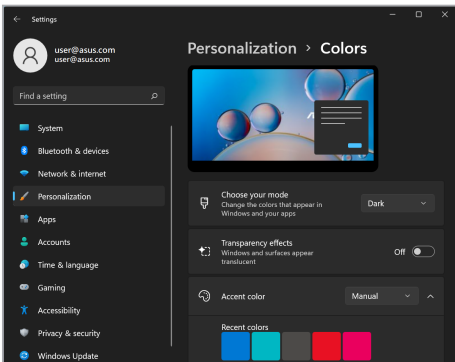 Settings
user@asus.com
user@asus.com
Find a setting
System
Bluetooth & devices
Network & internet
Personalization
Apps
Accounts
Time & language
Gaming
Accessibility
Privacy & security
Windows Update
Personalization > Colors
Choose your mode
Change the colors that appear in
Windows and your apps
Dark
Transparency effects
Windows and surfaces appear
translucent
Off
Accent color
Manual
Recent colors